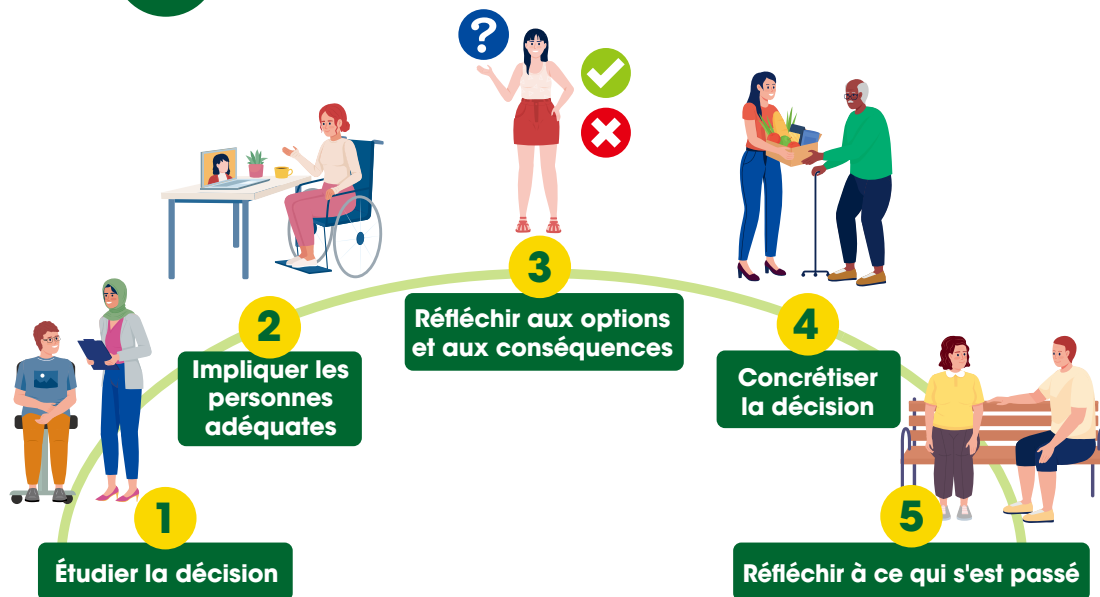 ?
1
Étudier la décision
2
Impliquer les
personnes
adéquates
3
Réfléchir aux options
et aux conséquences
4
Concrétiser
la décision
5
Réfléchir à ce qui s'est passé